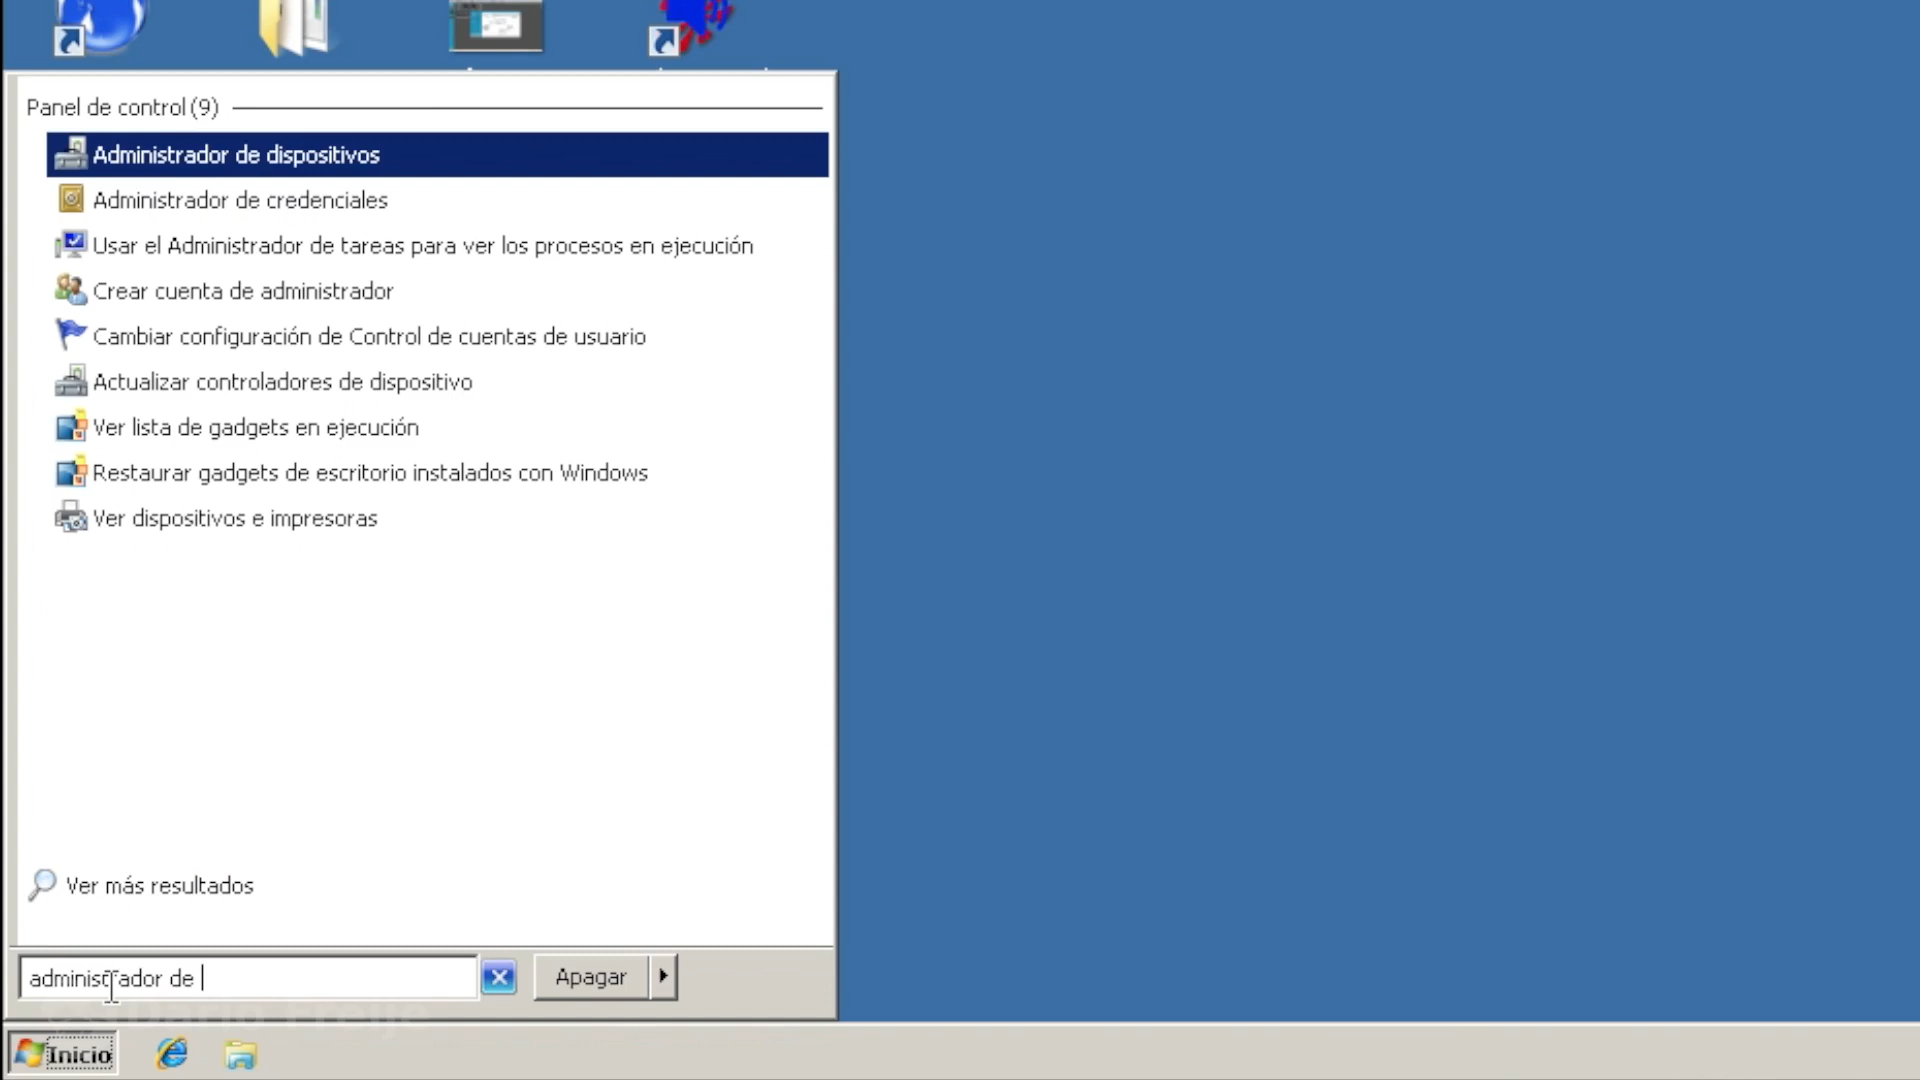 Panel de control (9)
Administrador de dispositivos
Administrador de credenciales
Usar el Administrador de tareas para ver los procesos en ejecución
Crear cuenta de administrador
Cambiar configuración de Control de cuentas de usuario
Actualizar controladores de dispositivo
Ver lista de gadgets en ejecución
Restaurar gadgets de escritorio instalados con Windows
Ver dispositivos e impresoras
Ver más resultados
administrador de
Apagar
Dario Freije
Inicio